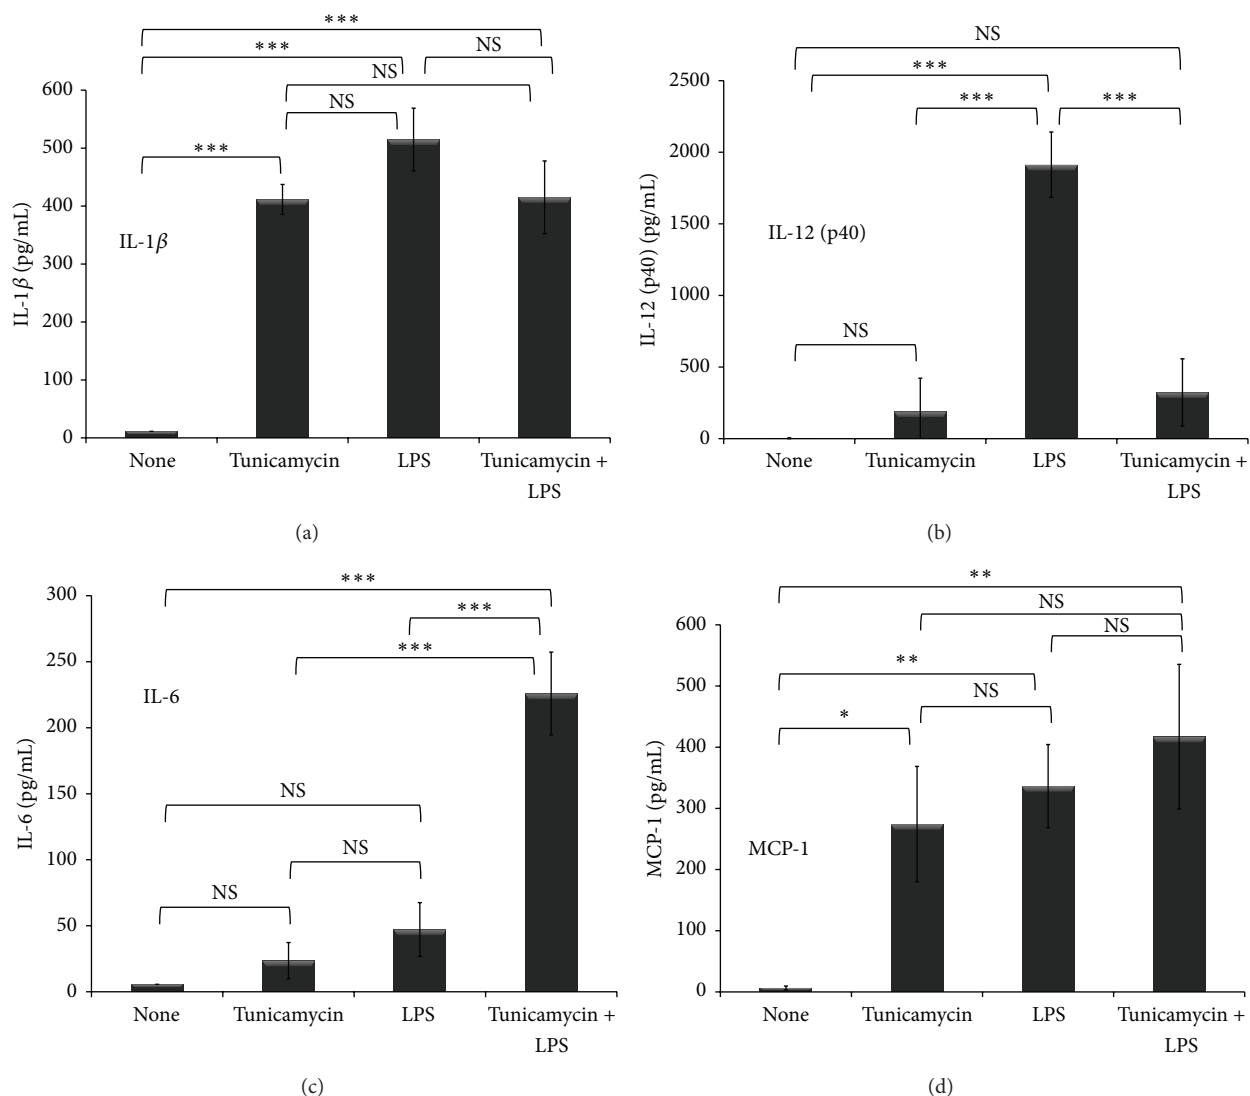 ***
***
NS
NS
NS
***
600
500
400
300
200
100
0
IL-1β (pg/mL)
IL-1β
None
Tunicamycin
LPS
Tunicamycin +
LPS
(a)
NS
***
***
***
NS
2500
2000
1500
1000
500
0
IL-12 (p40) (pg/mL)
IL-12 (p40)
None
Tunicamycin
LPS
Tunicamycin +
LPS
(b)
***
***
***
NS
NS
NS
300
250
200
150
100
50
0
IL-6 (pg/mL)
IL-6
None
Tunicamycin
LPS
Tunicamycin +
LPS
(c)
**
NS
NS
**
NS
*
600
500
400
300
200
100
0
MCP-1 (pg/mL)
MCP-1
None
Tunicamycin
LPS
Tunicamycin +
LPS
(d)